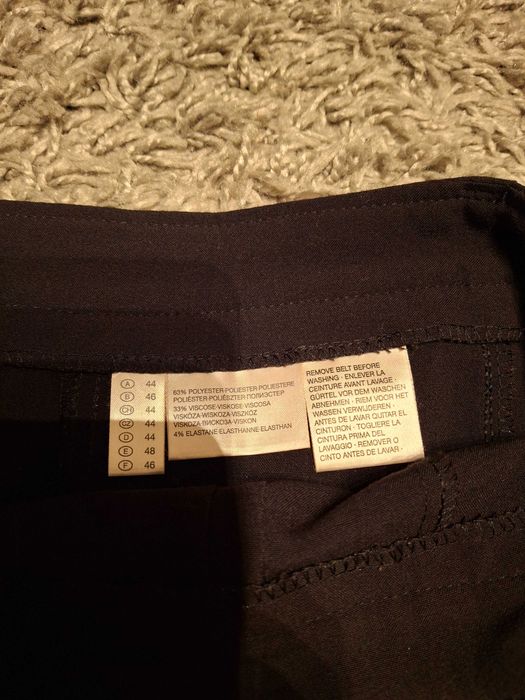 A 44
B 46
CH 44
CZ 44
D 44
E 48
F 46
63% POLYESTER-POLIESTER POLIESTERE
POLIÉSTER-POLIÉSZTER ПОЛИЭСТЕР
33% VISCOSE-VISKOSE-VISCOSA
VISKÓZA-WISKOZA-VISZKÓZ
VISKÓZA-ВИСКОЗА-VISKON
4% ELASTANE-ELASTHANNE-ELASTHAN
REMOVE BELT BEFORE
WASHING - ENLEVER LA
CEINTURE AVANT LAVAGE -
GÜRTEL VOR DEM WASCHEN
ABNEHMEN - RIEM VOOR HET
WASSEN VERWIJDEREN -
ANTES DE LAVAR QUITAR EL
CINTURON - TOGLIERE LA
CINTURA PRIMA DEL
LAVAGGIO - REMOVER O
CINTO ANTES DE LAVAR -